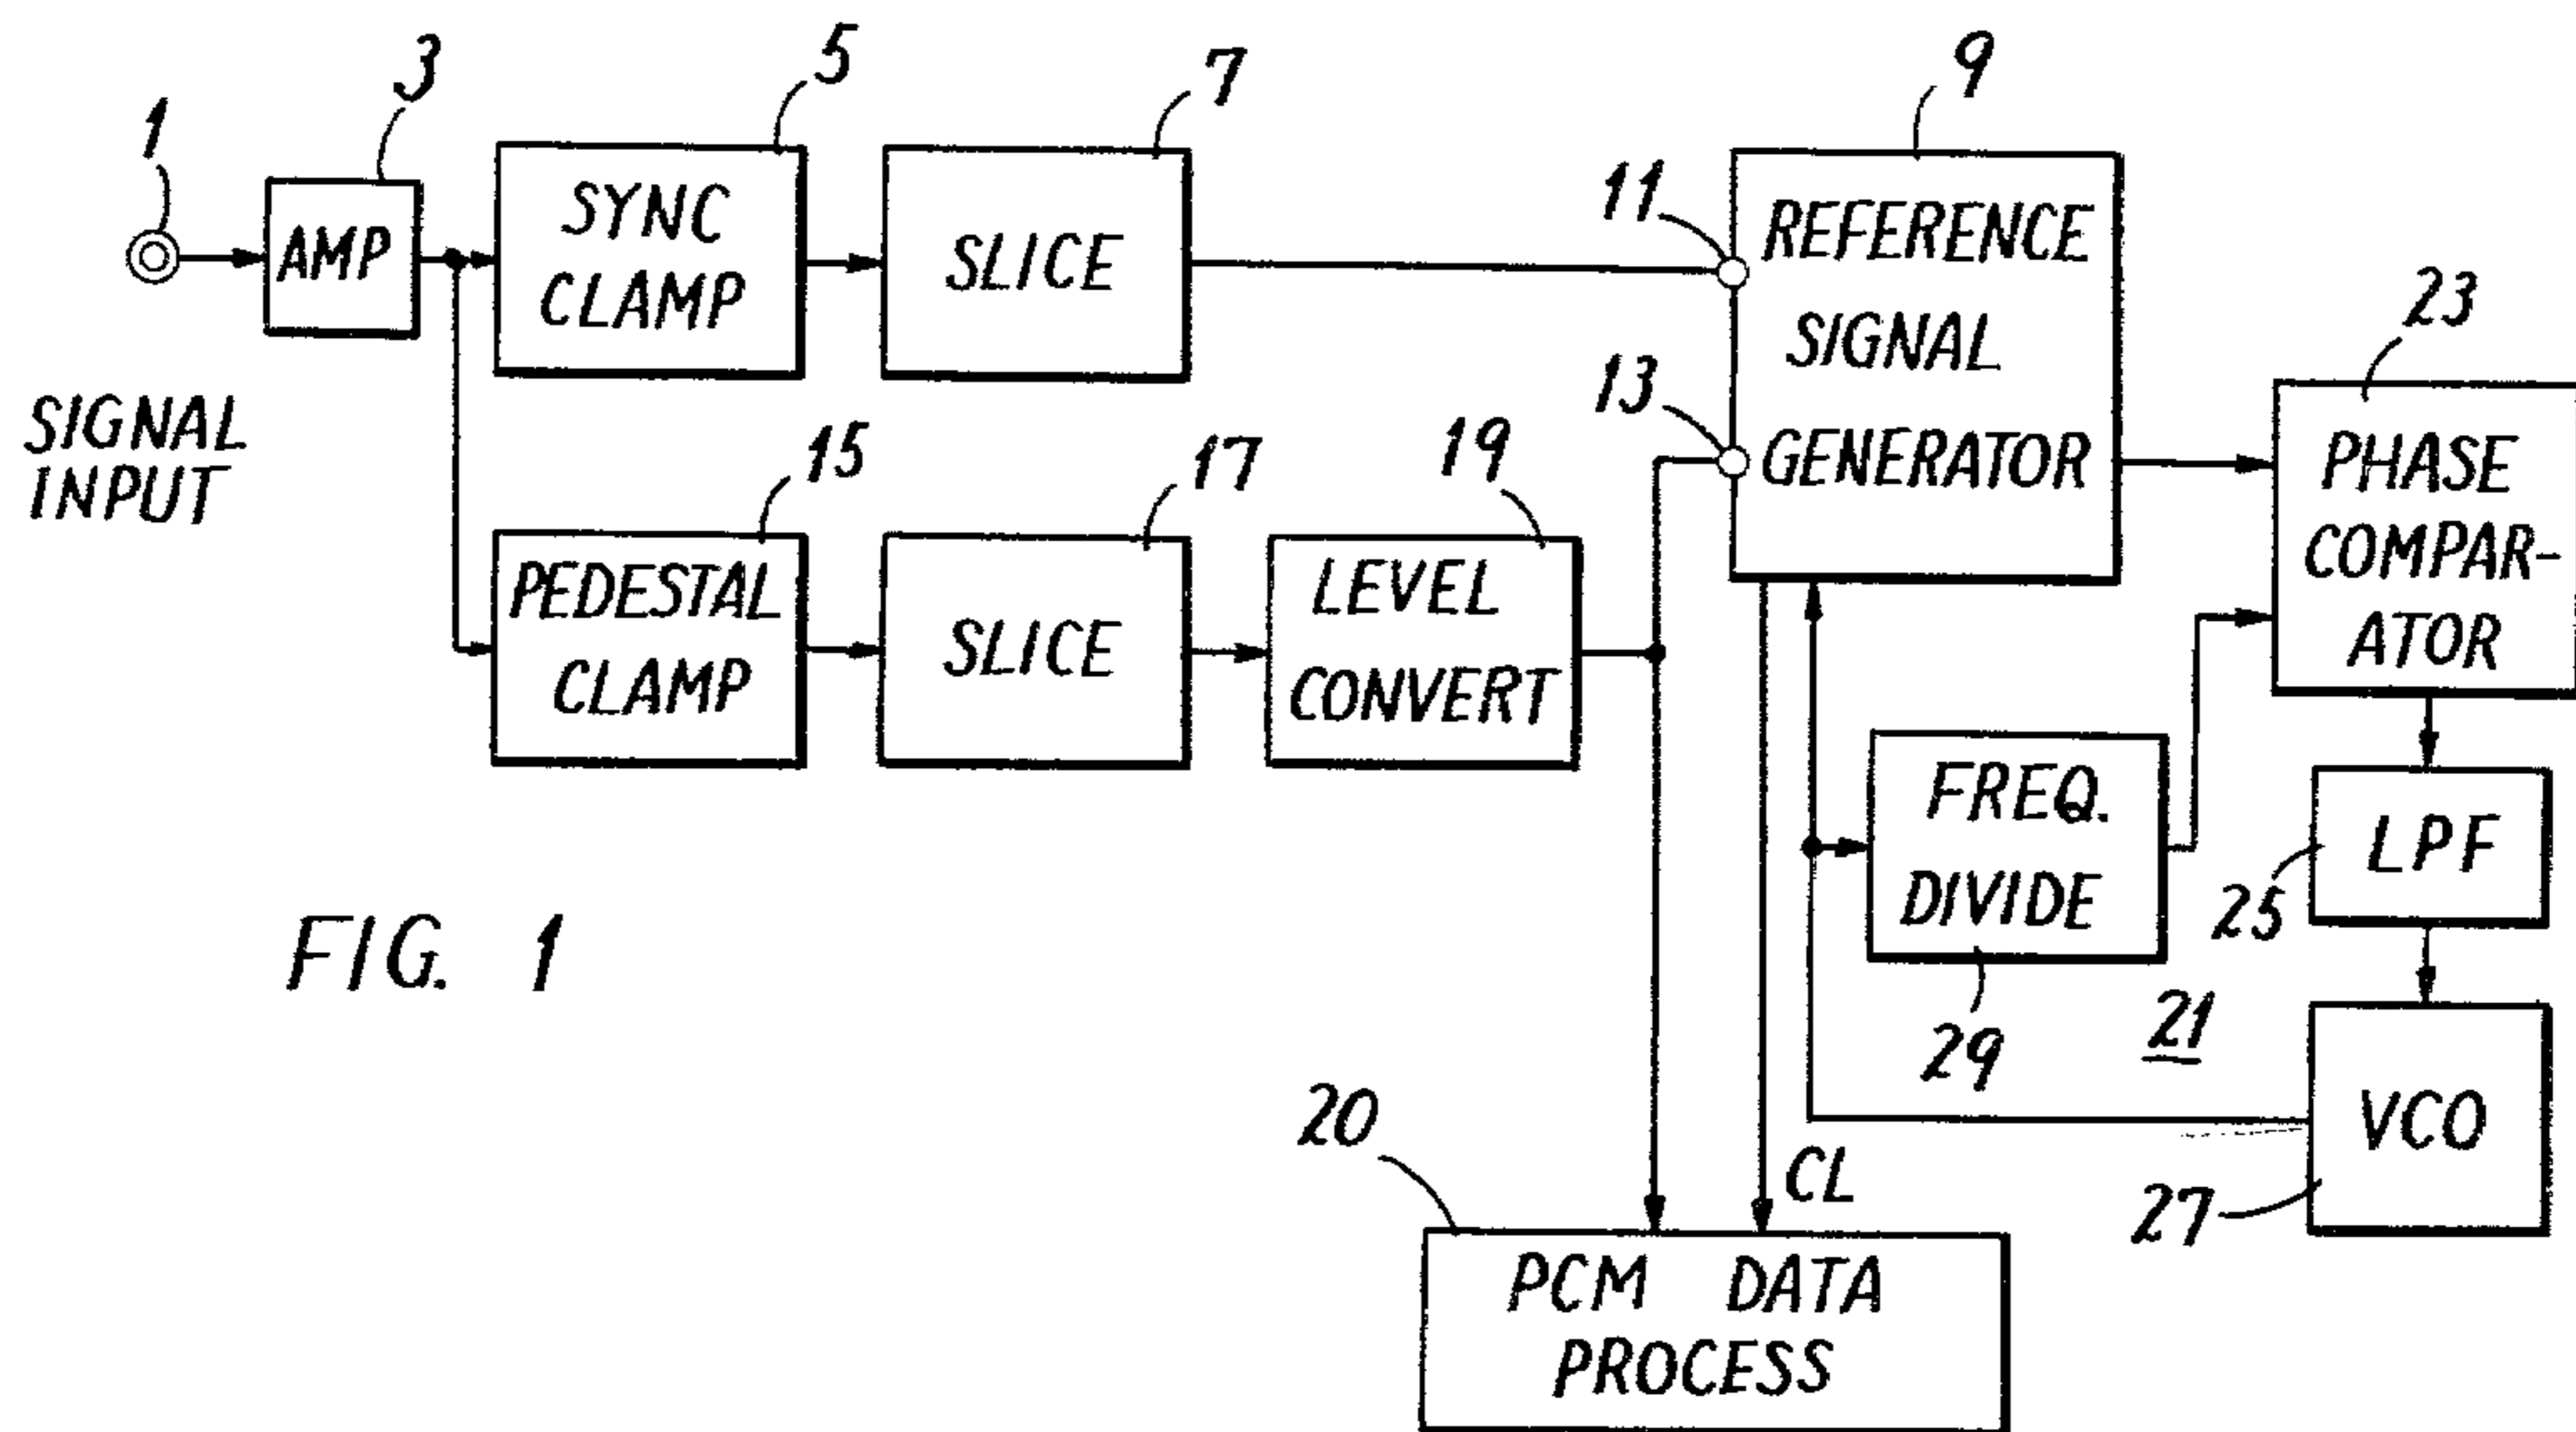 1
3
5
7
9
11
13
AMP
SYNC
CLAMP
SLICE
REFERENCE
SIGNAL
GENERATOR
SIGNAL
INPUT
15
17
19
23
PEDESTAL
CLAMP
SLICE
LEVEL
CONVERT
PHASE
COMPAR-
ATOR
FREQ.
DIVIDE
29
21
LPF
25
VCO
27
FIG. 1
20
CL
PCM DATA
PROCESS